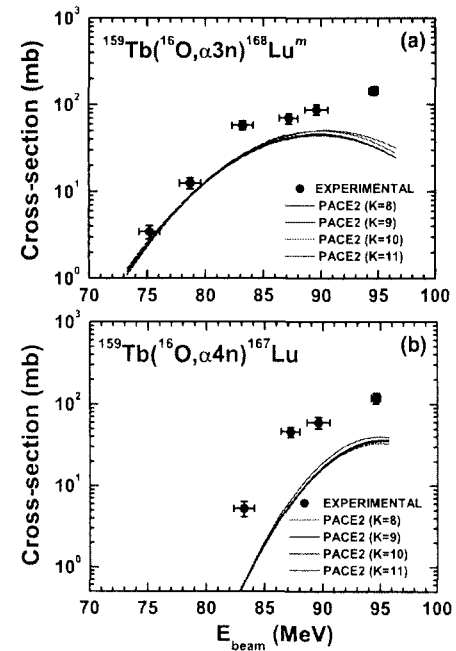 ¹⁵⁹Tb(¹⁶O,α3n)¹⁶⁸Luᵐ
(a)
Cross-section (mb)
10³
10²
10¹
10⁰
EXPERIMENTAL
PACE2 (K=8)
PACE2 (K=9)
PACE2 (K=10)
PACE2 (K=11)
70 75 80 85 90 95 100
¹⁵⁹Tb(¹⁶O,α4n)¹⁶⁷Lu
(b)
Cross-section (mb)
10³
10²
10¹
10⁰
EXPERIMENTAL
PACE2 (K=8)
PACE2 (K=9)
PACE2 (K=10)
PACE2 (K=11)
70 75 80 85 90 95 100
E_beam (MeV)